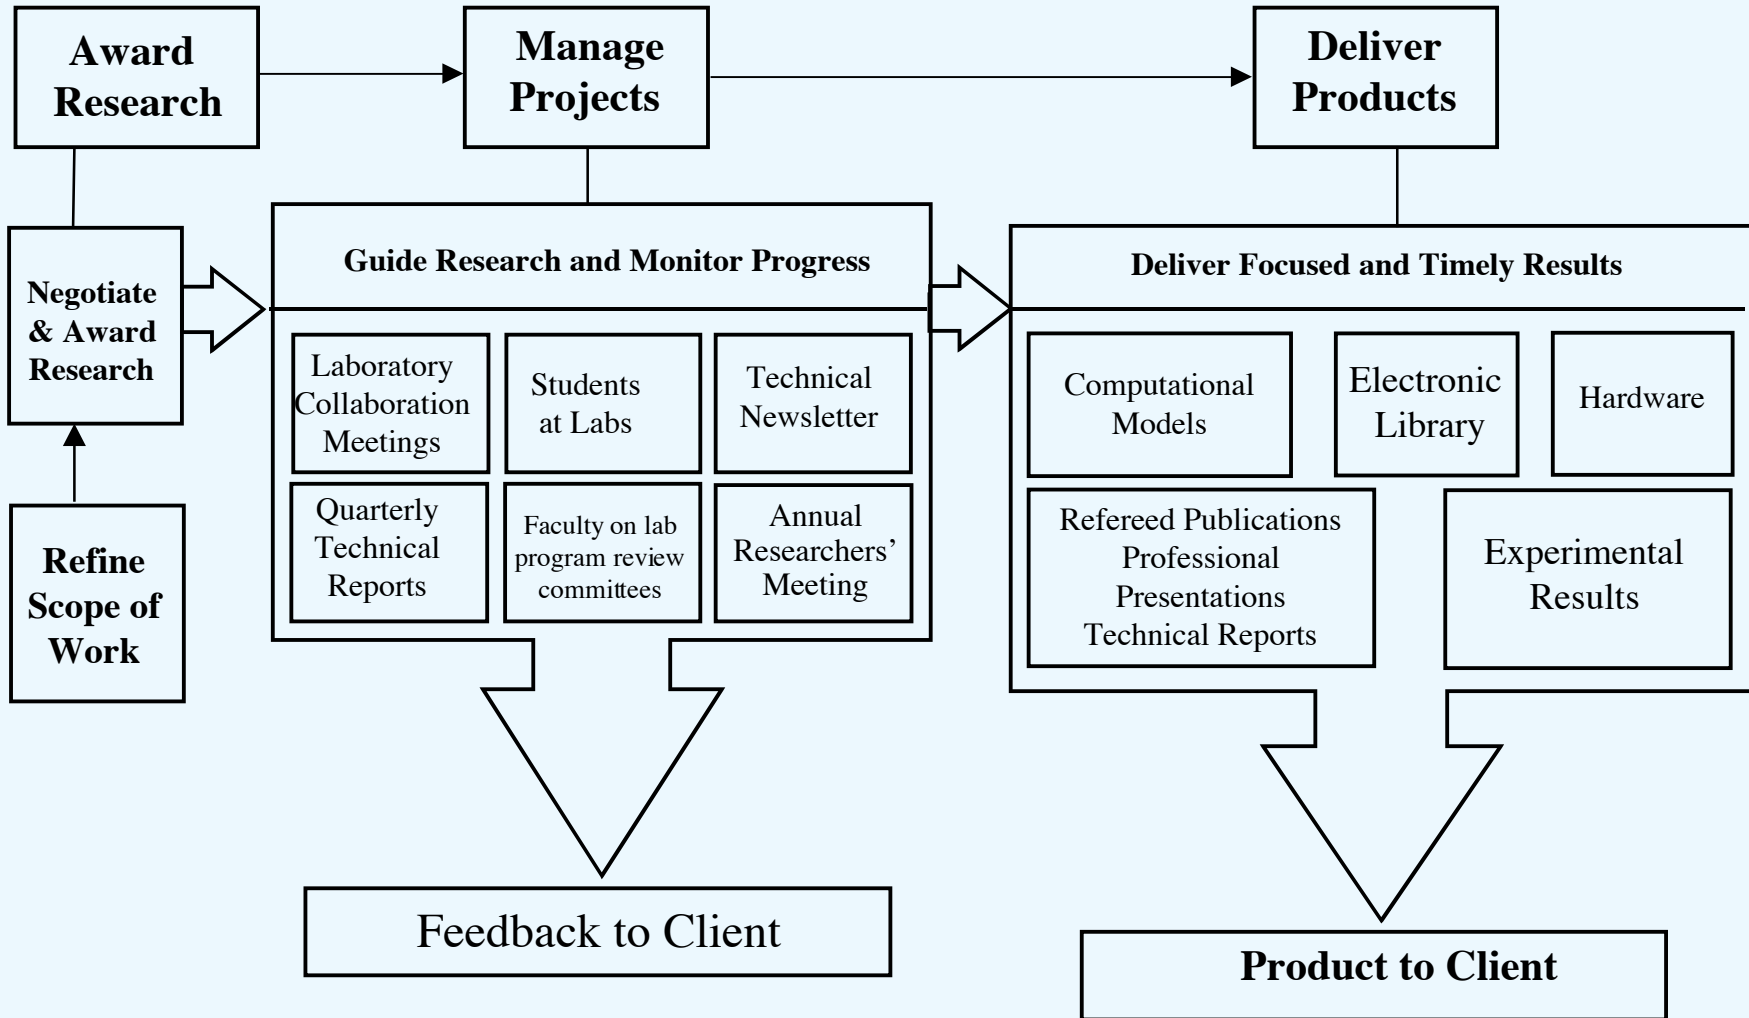 Award
Research
Manage
Projects
Deliver
Products
Negotiate
& Award
Research
Refine
Scope of
Work
Guide Research and Monitor Progress
Laboratory
Collaboration
Meetings
Students
at Labs
Technical
Newsletter
Quarterly
Technical
Reports
Faculty on lab
program review
committees
Annual
Researchers’
Meeting
Feedback to Client
Deliver Focused and Timely Results
Computational
Models
Electronic
Library
Hardware
Refereed Publications
Professional
Presentations
Technical Reports
Experimental
Results
Product to Client